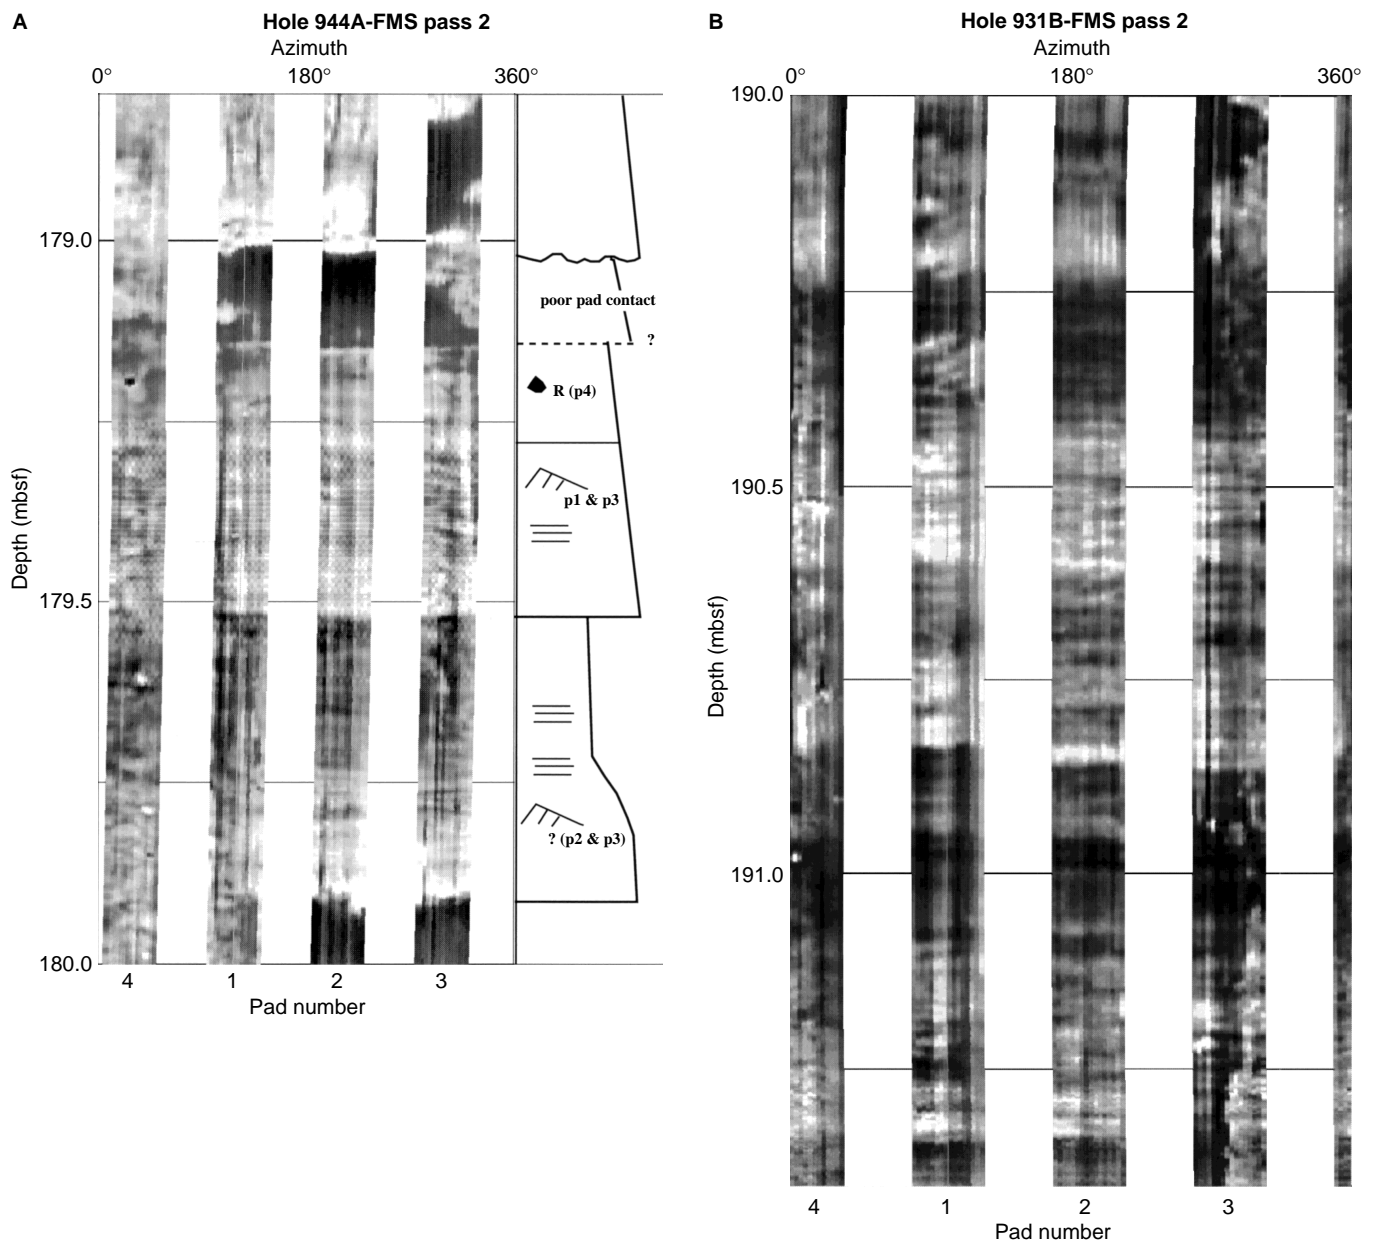 A
Hole 944A-FMS pass 2
Azimuth
0° 180° 360°
179.0
poor pad contact
?
R (p4)
p1 & p3
Depth (mbsf)
179.5
? (p2 & p3)
180.0
4 1 2 3
Pad number
B
Hole 931B-FMS pass 2
Azimuth
0° 180° 360°
190.0
190.5
Depth (mbsf)
191.0
4 1 2 3
Pad number